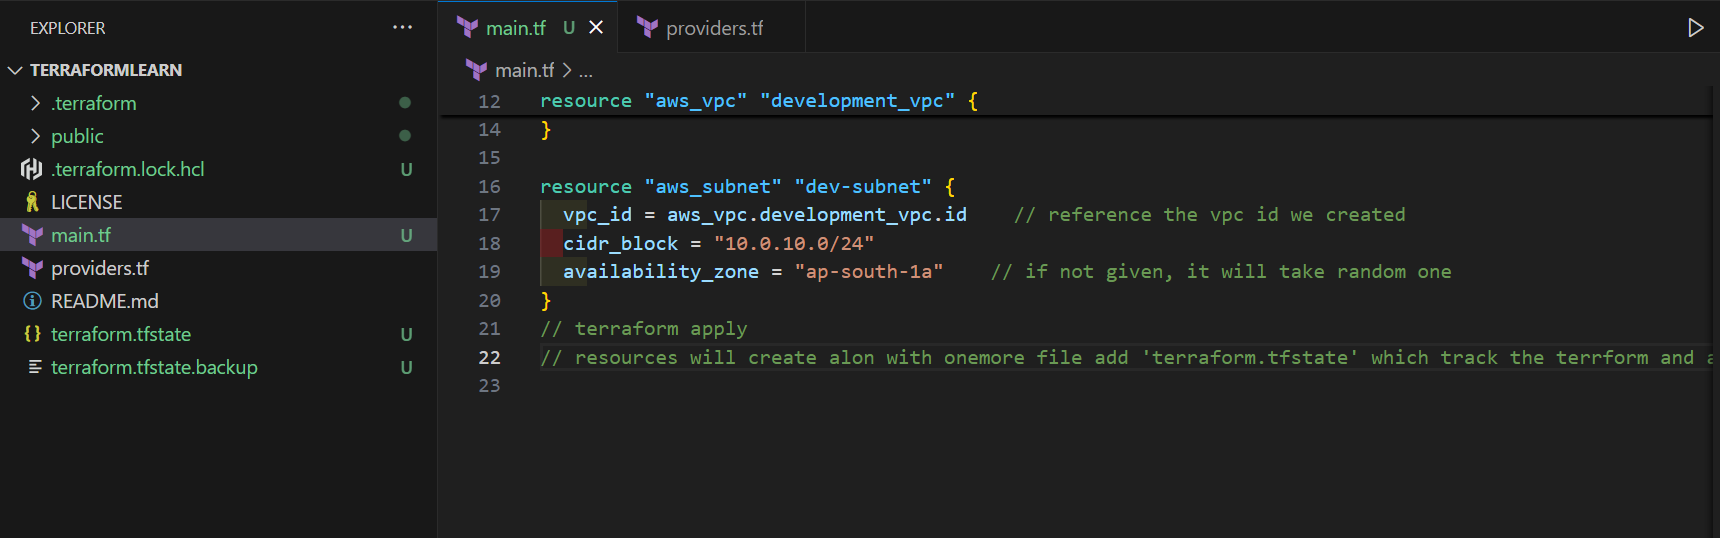 EXPLORER
...
TERRAFORMLEARN
.terraform
public
.terraform.lock.hcl U
LICENSE
main.tf U
providers.tf
README.md
terraform.tfstate U
terraform.tfstate.backup U
main.tf U
providers.tf
main.tf > ...
12 resource "aws_vpc" "development_vpc" {
14 }
15
16 resource "aws_subnet" "dev-subnet" {
17 vpc_id = aws_vpc.development_vpc.id // reference the vpc id we created
18 cidr_block = "10.0.10.0/24"
19 availability_zone = "ap-south-1a" // if not given, it will take random one
20 }
21 // terraform apply
22 // resources will create alon with onemore file add 'terraform.tfstate' which track the terrform and
23